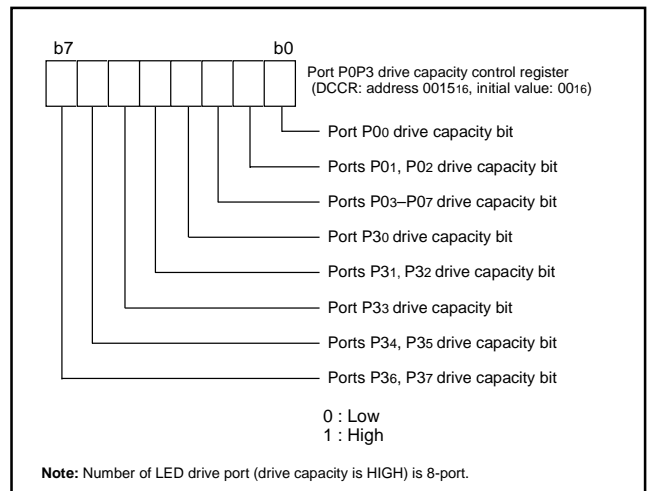 b7 b0
Port P0P3 drive capacity control register
(DCCR: address 001516, initial value: 0016)
Port P00 drive capacity bit
Ports P01, P02 drive capacity bit
Ports P03–P07 drive capacity bit
Port P30 drive capacity bit
Ports P31, P32 drive capacity bit
Port P33 drive capacity bit
Ports P34, P35 drive capacity bit
Ports P36, P37 drive capacity bit
0 : Low
1 : High
Note: Number of LED drive port (drive capacity is HIGH) is 8-port.